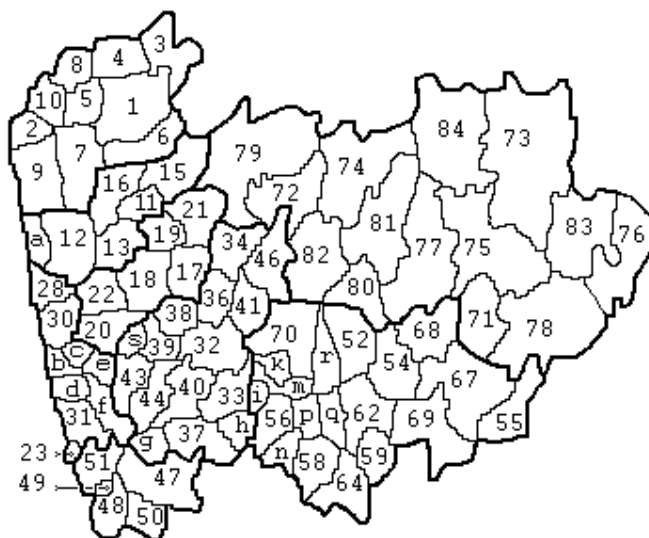 3
8 4
10 5 1
2 6
84 73
9 7 79 74
16 15 72
11 21
a 12 13 19 34 82 81 77 75 83 76
28 22 18 17 46
30 36 41 80
20 38 70 52 68 71 78
b c e s 39 32 k r 54
d 43 40 33 i m 67
31 f 44 56 p q 62 69 55
23 g 37 h n 58 59
51 47 64
49
48 50